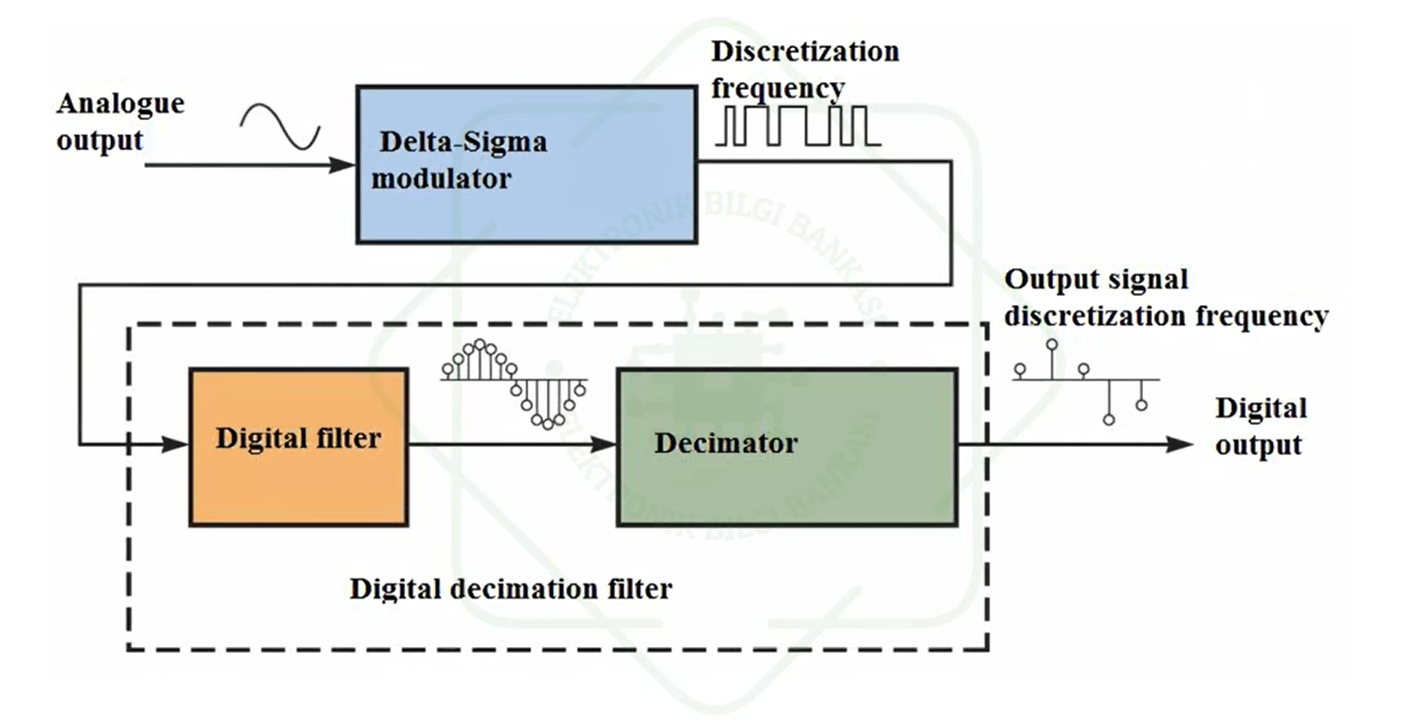 Discretization
frequency
Analogue
output
Delta-Sigma
modulator
Output signal
discretization frequency
Digital filter
Decimator
Digital
output
Digital decimation filter
ELEKTRONIK BILGI BANKASI
ELEKTRONIK BILGI BANKASI